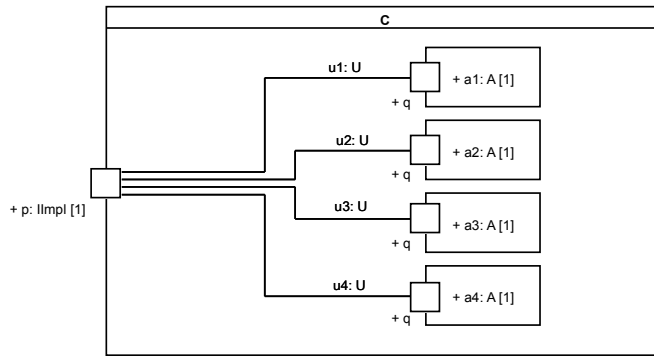 C
u1: U
+ a1: A [1]
+ q
u2: U
+ a2: A [1]
+ q
+ p: IImpl [1]
u3: U
+ a3: A [1]
+ q
u4: U
+ a4: A [1]
+ q